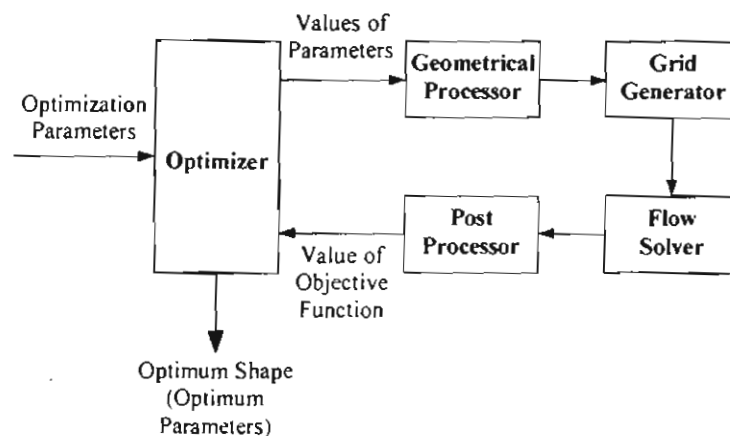 Values of
Parameters
Geometrical
Processor
Grid
Generator
Optimization
Parameters
Optimizer
Post
Processor
Flow
Solver
Value of
Objective
Function
Optimum Shape
(Optimum
Parameters)